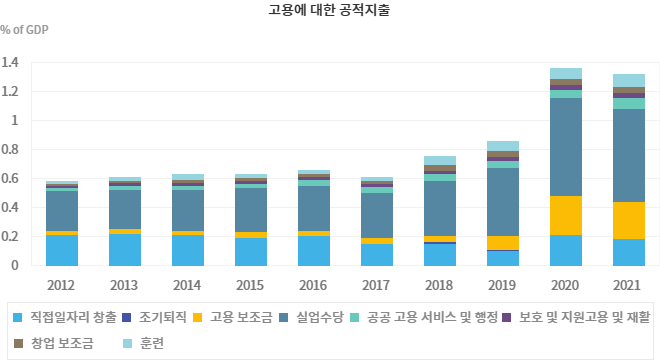 고용에 대한 공적지출
% of GDP
1.4
1.2
1
0.8
0.6
0.4
0.2
0
2012 2013 2014 2015 2016 2017 2018 2019 2020 2021
직접일자리 창출 조기퇴직 고용 보조금 실업수당 공공 고용 서비스 및 행정 보호 및 지원고용 및 재활
창업 보조금 훈련